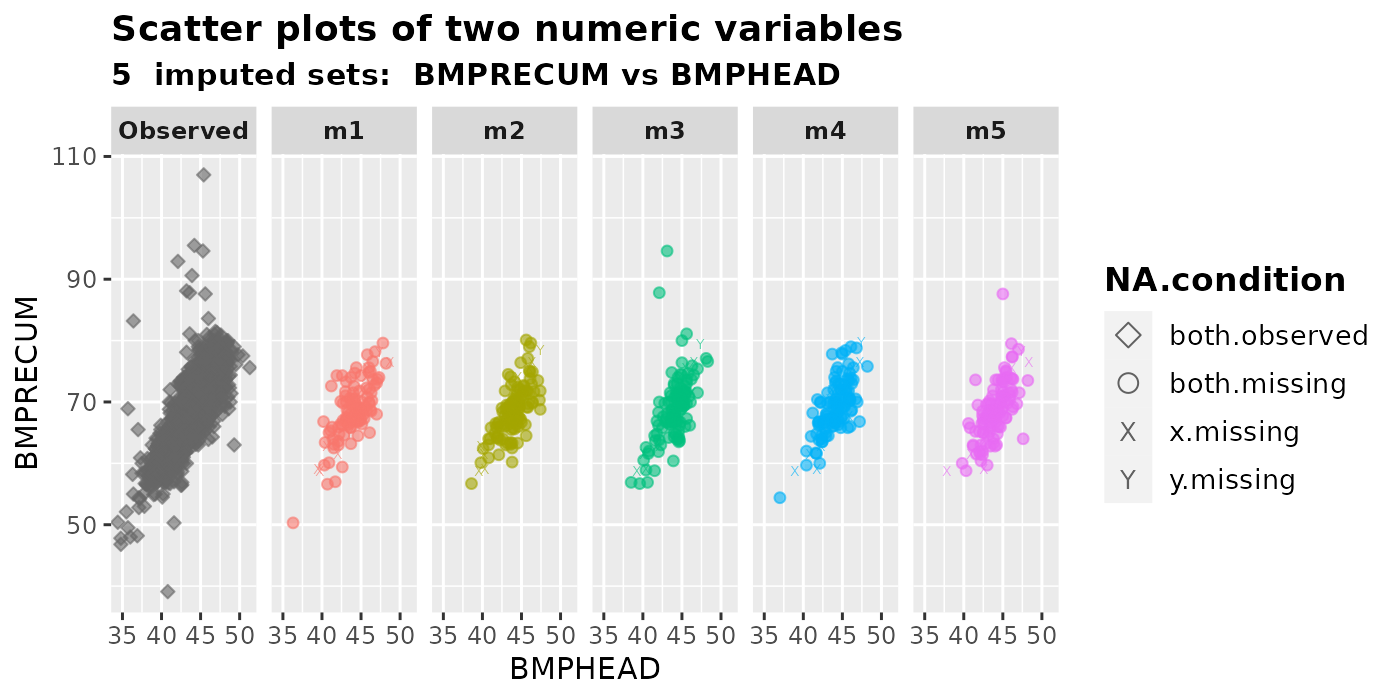 Scatter plots of two numeric variables
5  imputed sets:  BMPRECUM vs BMPHEAD
Observed m1 m2 m3 m4 m5
110
90
70
50
BMPRECUM
35 40 45 50 35 40 45 50 35 40 45 50 35 40 45 50 35 40 45 50 35 40 45 50
BMPHEAD
NA.condition
both.observed
both.missing
X x.missing
Y y.missing